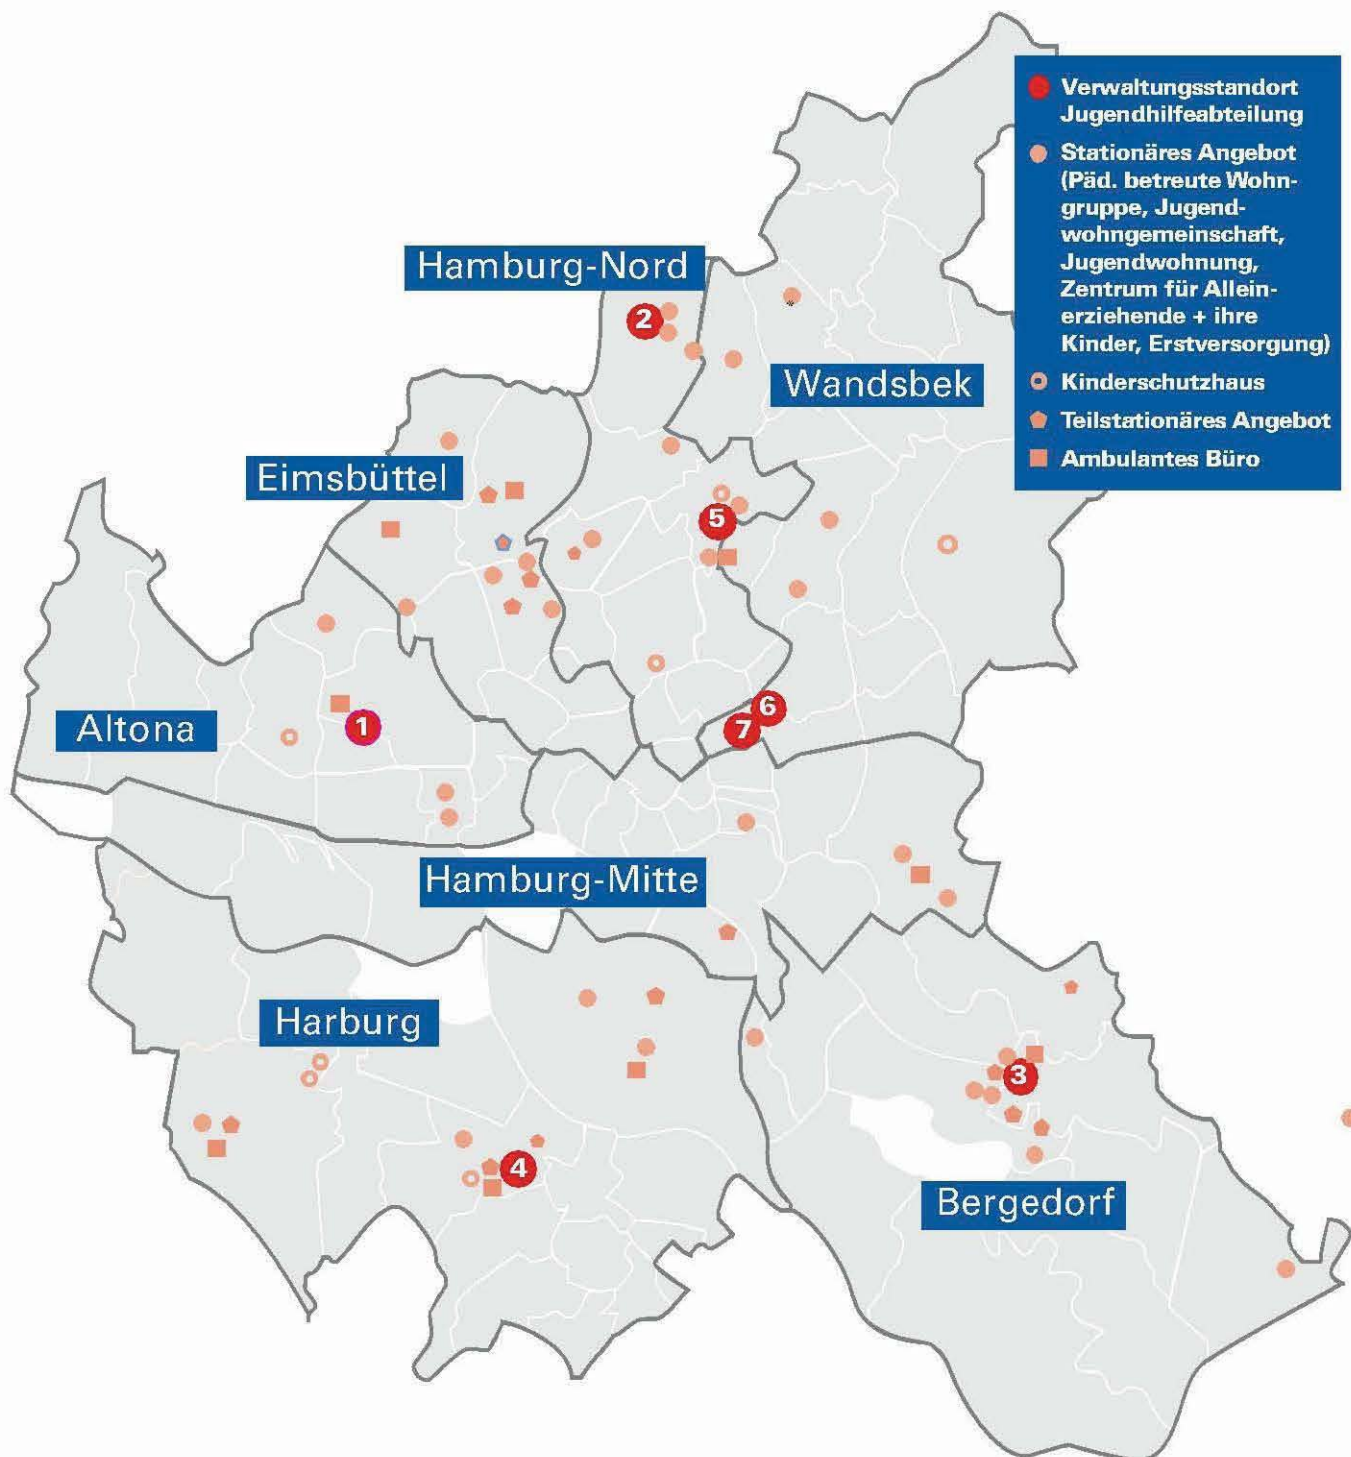 Verwaltungsstandort
Jugendhilfeabteilung
Stationäres Angebot
(Päd. betreute Wohn-
gruppe, Jugend-
wohngemeinschaft,
Jugendwohnung,
Zentrum für Allein-
erziehende + ihre
Kinder, Erstversorgung)
Kinderschutzhaus
Teilstationäres Angebot
Ambulantes Büro
Hamburg-Nord
2
Wandsbek
Eimsbüttel
5
6
7
Altona
1
Hamburg-Mitte
Harburg
3
4
Bergedorf